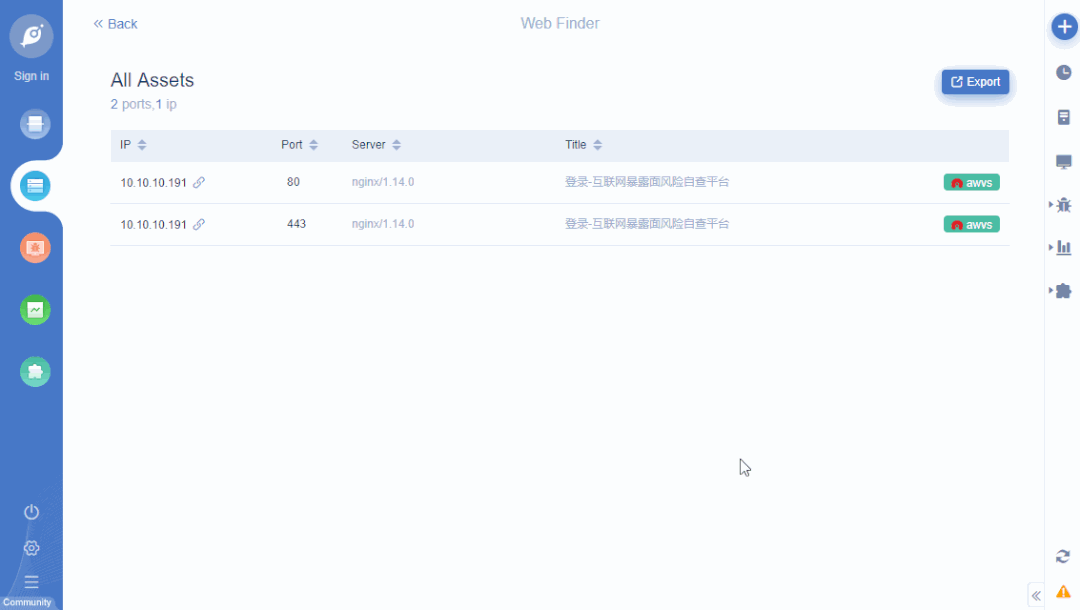 Back
Web Finder
Sign in
All Assets
2 ports,1 ip
Export
IP Port Server Title
10.10.10.191 80 nginx/1.14.0 登录-互联网暴露面风险自查平台 awvs
10.10.10.191 443 nginx/1.14.0 登录-互联网暴露面风险自查平台 awvs
Community